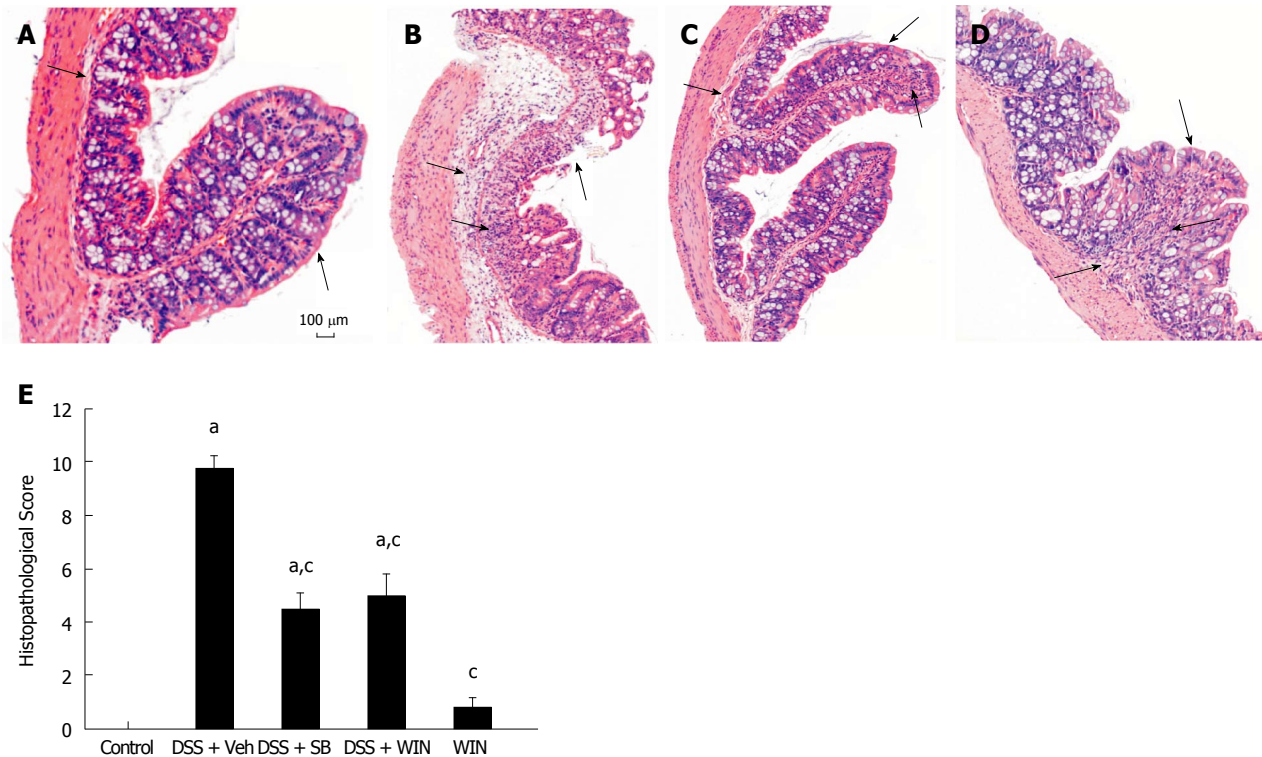 A
B
C
D
100 μm
E
12
10
8
6
4
2
0
Histopathological Score
a
a,c
a,c
c
Control DSS + Veh DSS + SB DSS + WIN WIN